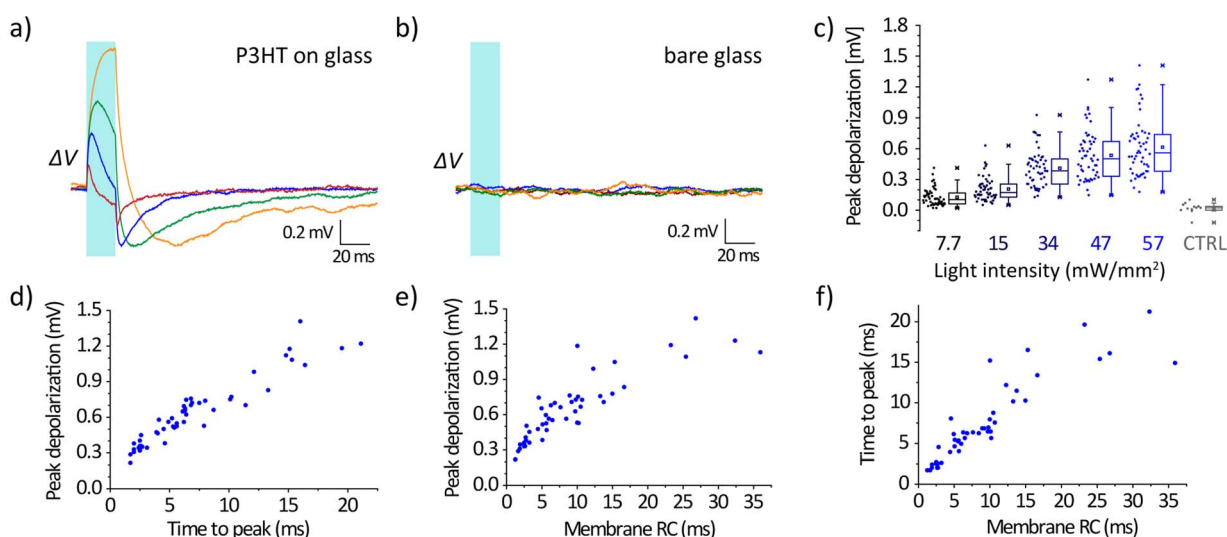 a)
P3HT on glass
ΔV
0.2 mV
20 ms
b)
bare glass
ΔV
0.2 mV
20 ms
c)
Peak depolarization [mV]
1.8
1.5
1.2
0.9
0.6
0.3
0.0
7.7 15 34 47 57 CTRL
Light intensity (mW/mm²)
d)
Peak depolarization (mV)
1.5
1.2
0.9
0.6
0.3
0.0
0 5 10 15 20
Time to peak (ms)
e)
Peak depolarization (mV)
1.5
1.2
0.9
0.6
0.3
0.0
0 5 10 15 20 25 30 35
Membrane RC (ms)
f)
Time to peak (ms)
20
15
10
5
0
0 5 10 15 20 25 30 35
Membrane RC (ms)